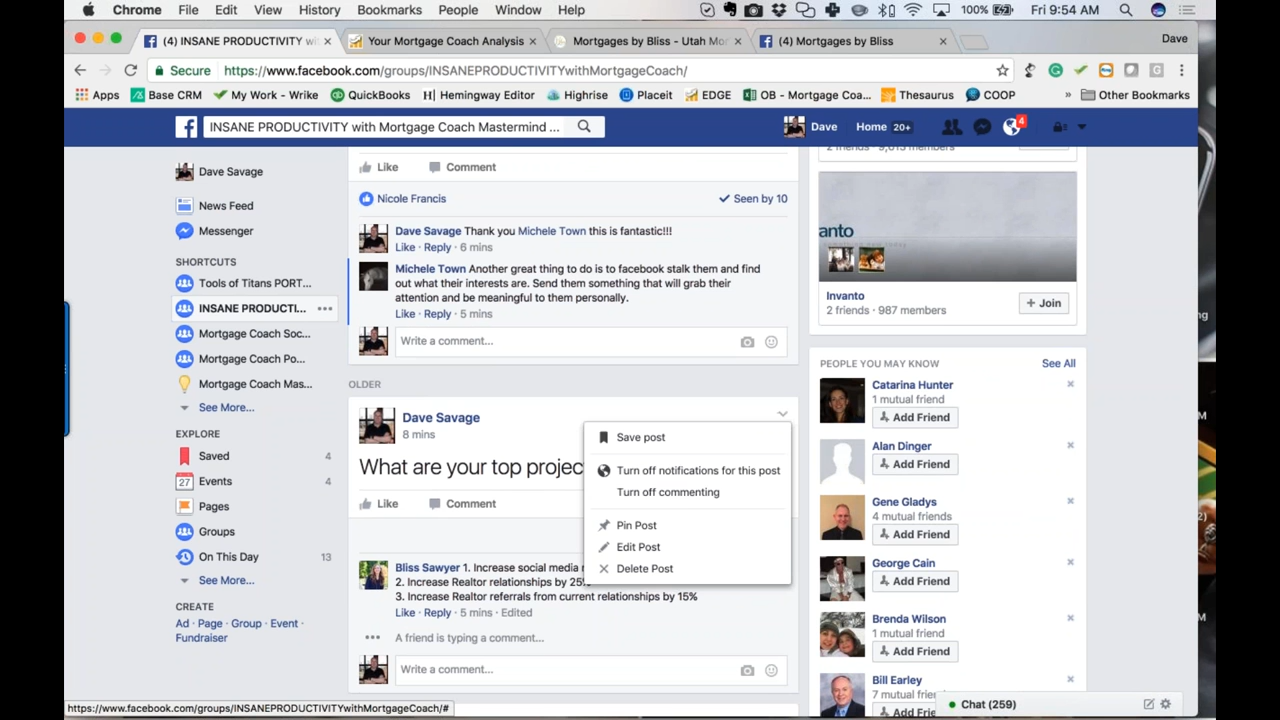 Chrome File Edit View History Bookmarks People Window Help 100% Fri 9:54 AM
(4) INSANE PRODUCTIVITY wi
Your Mortgage Coach Analysis
Mortgages by Bliss - Utah Mor
(4) Mortgages by Bliss
Dave
Secure https://www.facebook.com/groups/INSANEPRODUCTIVITYwithMortgageCoach/
Apps Base CRM My Work - Wrike QuickBooks H| Hemingway Editor Highrise Placeit EDGE OB - Mortgage Coa... Thesaurus COOP » Other Bookmarks
INSANE PRODUCTIVITY with Mortgage Coach Mastermind ...
Dave Home 20+ 4
Dave Savage
News Feed
Messenger
SHORTCUTS
Tools of Titans PORT...
INSANE PRODUCTI...
Mortgage Coach Soc...
Mortgage Coach Po...
Mortgage Coach Mas...
See More...
EXPLORE
Saved 4
27 Events 4
Pages
Groups
On This Day 13
See More...
CREATE
Ad · Page · Group · Event ·
Fundraiser
Like Comment
Nicole Francis Seen by 10
Dave Savage Thank you Michele Town this is fantastic!!!
Like · Reply · 6 mins
Michele Town Another great thing to do is to facebook stalk them and find
out what their interests are. Send them something that will grab their
attention and be meaningful to them personally.
Like · Reply · 5 mins
Write a comment...
OLDER
Dave Savage
8 mins
What are your top projec
Like Comment
Save post
Turn off notifications for this post
Turn off commenting
Pin Post
Edit Post
Delete Post
Bliss Sawyer 1. Increase social media
2. Increase Realtor relationships by 25%
3. Increase Realtor referrals from current relationships by 15%
Like · Reply · 5 mins · Edited
A friend is typing a comment...
Write a comment...
anto
Invanto
2 friends · 987 members
+ Join
PEOPLE YOU MAY KNOW See All
Catarina Hunter
1 mutual friend
Add Friend
Alan Dinger
Add Friend
Gene Gladys
4 mutual friends
Add Friend
George Cain
Add Friend
Brenda Wilson
1 mutual friend
Add Friend
Bill Earley
7 mutual
Chat (259)
https://www.facebook.com/groups/INSANEPRODUCTIVITYwithMortgageCoach/#